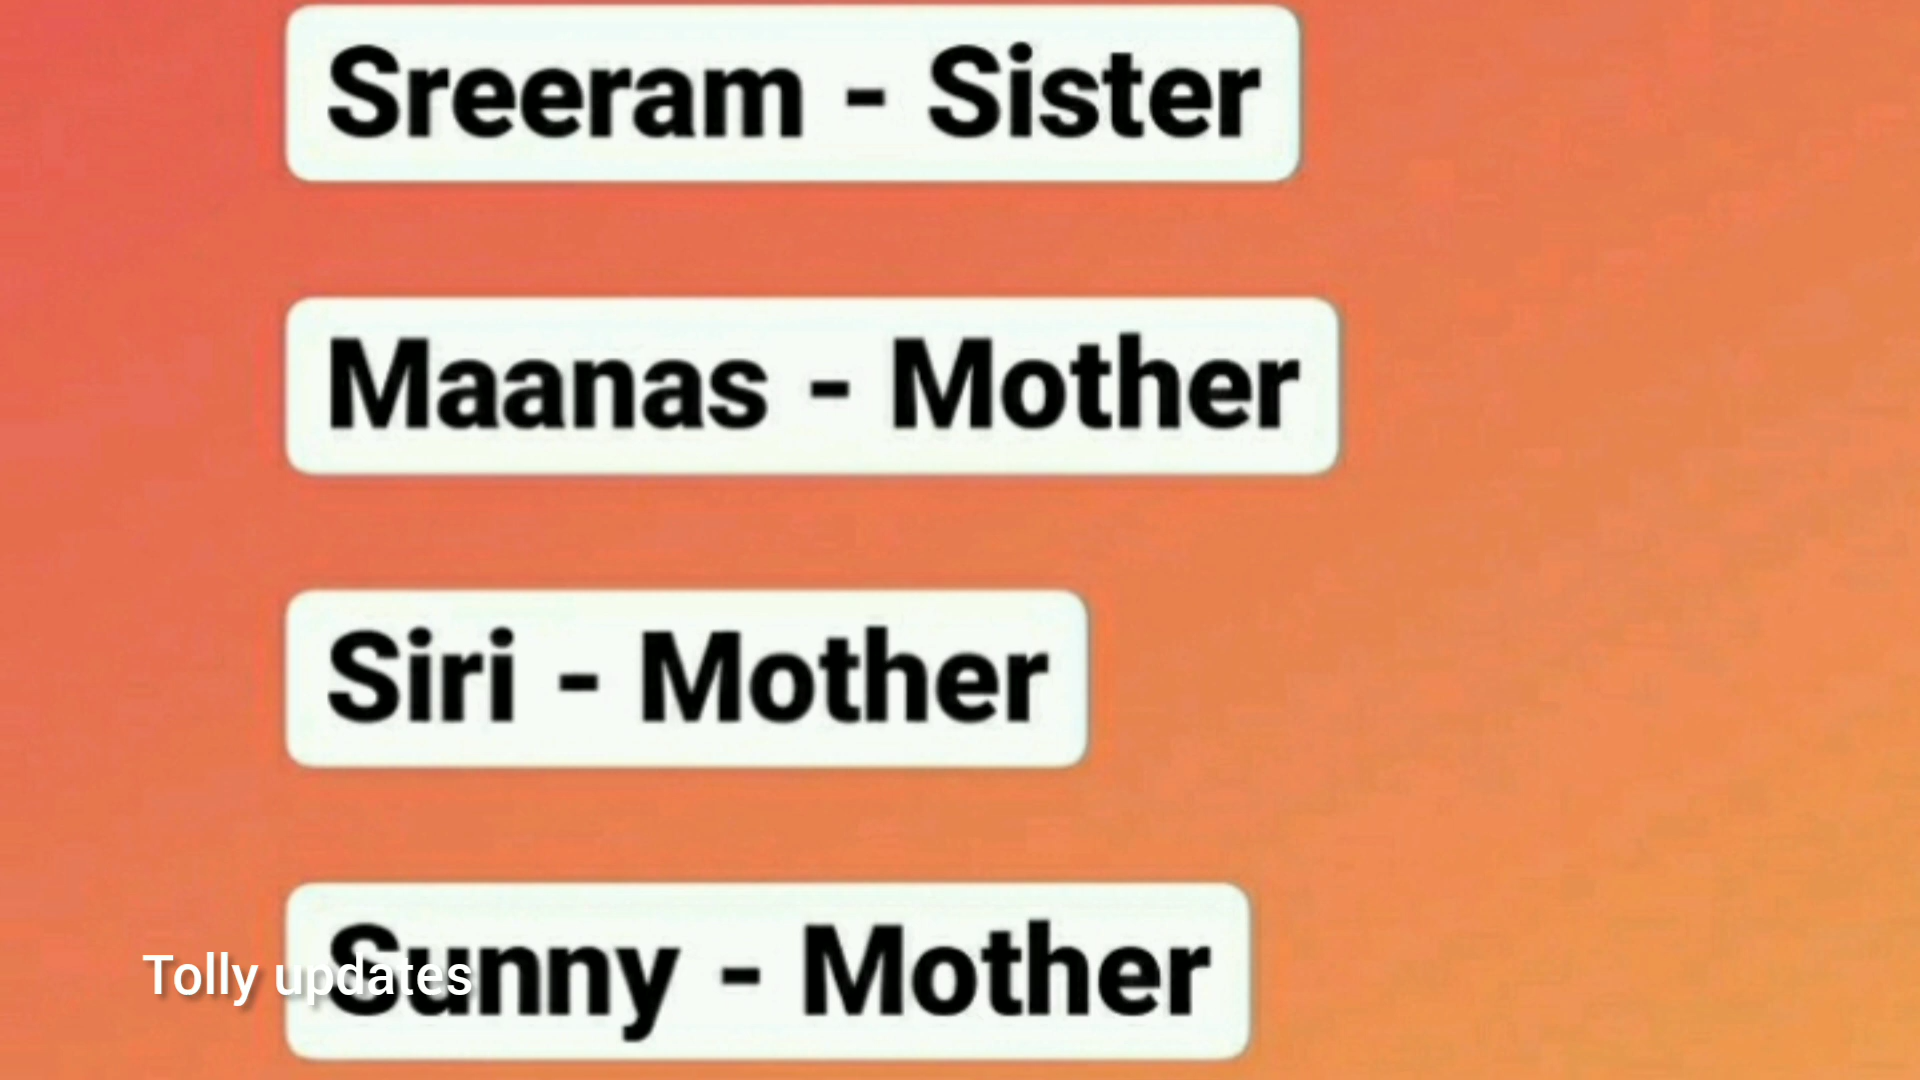 Sreeram - Sister
Maanas - Mother
Siri - Mother
Sunny - Mother
Tolly updates